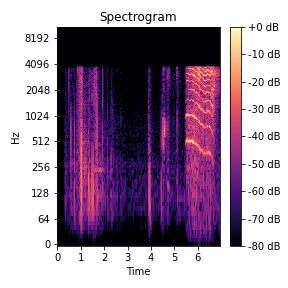 Spectrogram
8192
4096
2048
1024
512
256
128
64
0
Hz
0 1 2 3 4 5 6
Time
+0 dB
-10 dB
-20 dB
-30 dB
-40 dB
-50 dB
-60 dB
-70 dB
-80 dB